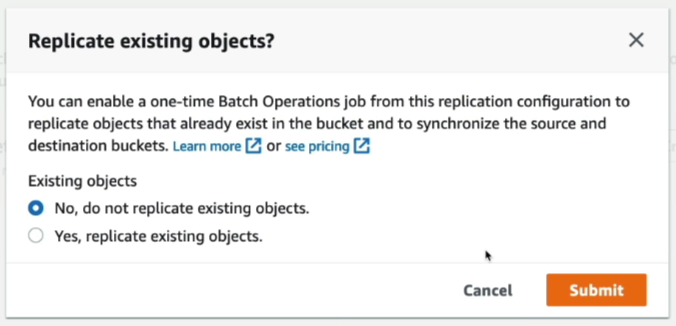 Replicate existing objects?
You can enable a one-time Batch Operations job from this replication configuration to
replicate objects that already exist in the bucket and to synchronize the source and
destination buckets. Learn more or see pricing
Existing objects
No, do not replicate existing objects.
Yes, replicate existing objects.
Cancel Submit